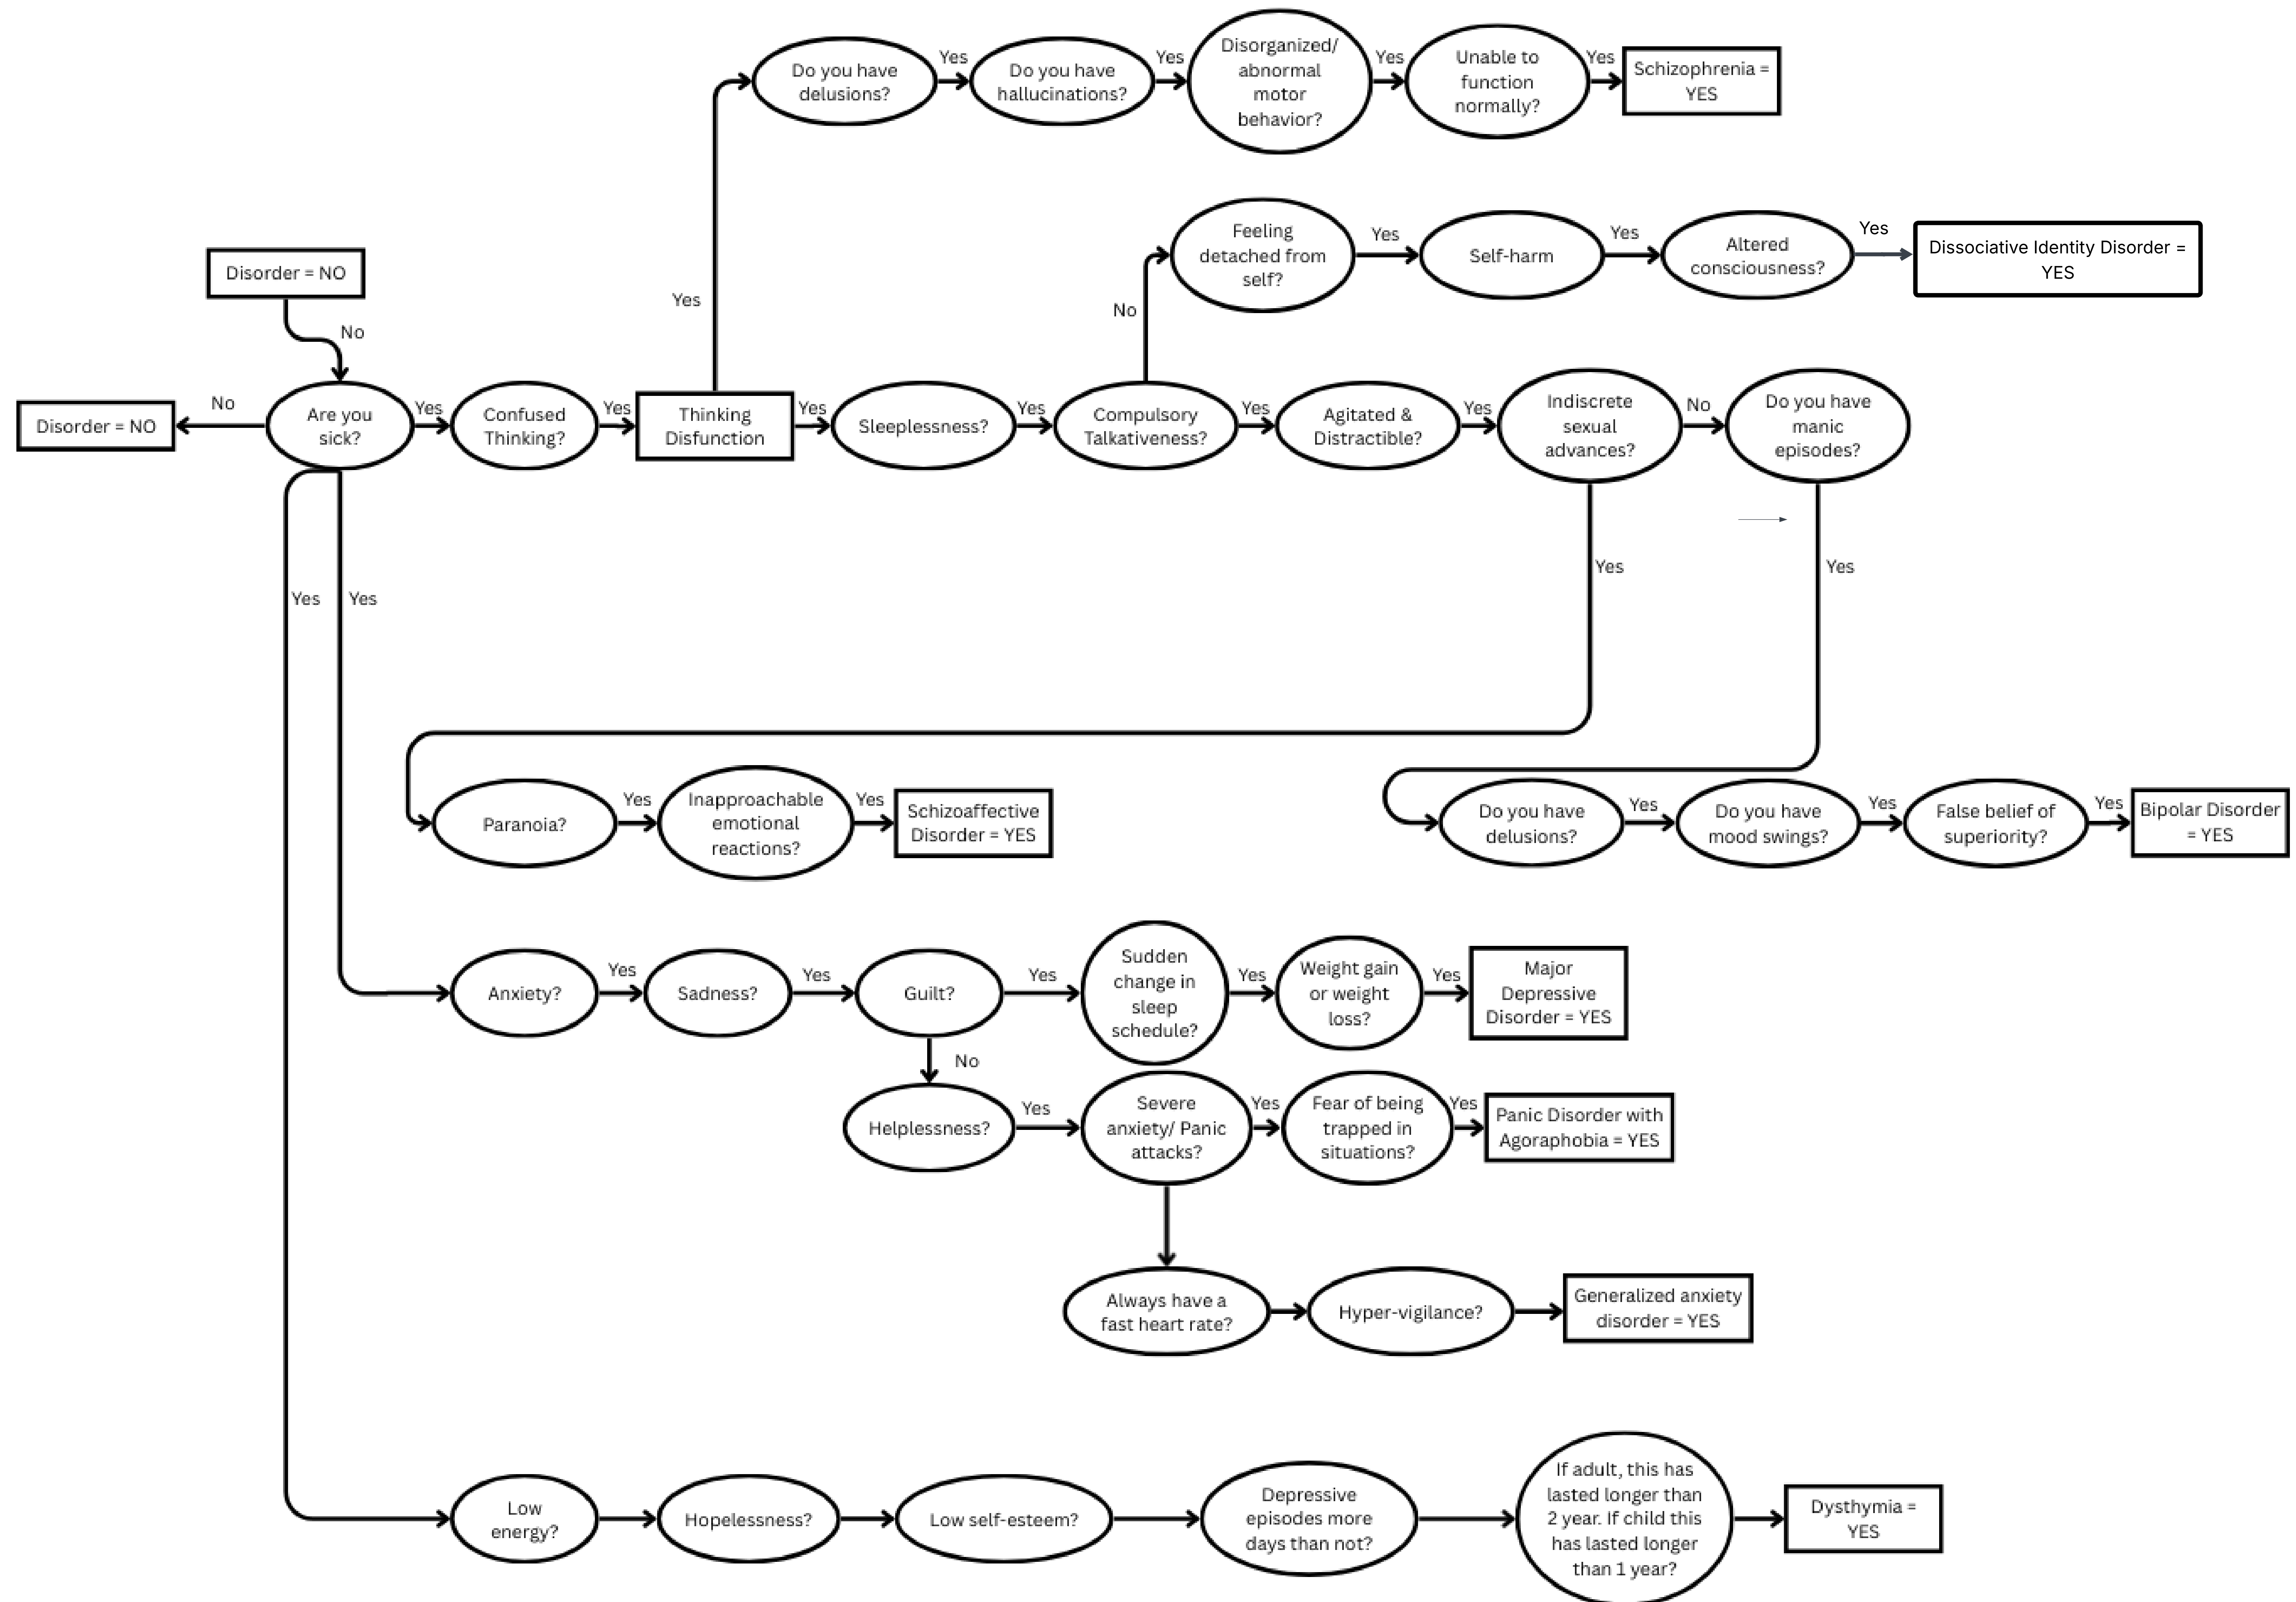 Do you have
delusions?
Yes
Do you have
hallucinations?
Yes
Disorganized/
abnormal
motor
behavior?
Yes
Unable to
function
normally?
Yes
Schizophrenia =
YES
Feeling
detached from
self?
Yes
Self-harm
Yes
Altered
consciousness?
Yes
Dissociative Identity Disorder =
YES
Disorder = NO
No
Yes
No
Disorder = NO
No
Are you
sick?
Yes
Confused
Thinking?
Yes
Thinking
Disfunction
Yes
Sleeplessness?
Yes
Compulsory
Talkativeness?
Yes
Agitated &
Distractible?
Yes
Indiscrete
sexual
advances?
No
Do you have
manic
episodes?
Yes
Yes
Yes
Yes
Paranoia?
Yes
Inapproachable
emotional
reactions?
Yes
Schizoaffective
Disorder = YES
Do you have
delusions?
Yes
Do you have
mood swings?
Yes
False belief of
superiority?
Yes
Bipolar Disorder
= YES
Anxiety?
Yes
Sadness?
Yes
Guilt?
Yes
Sudden
change in
sleep
schedule?
Yes
Weight gain
or weight
loss?
Yes
Major
Depressive
Disorder = YES
No
Helplessness?
Yes
Severe
anxiety/ Panic
attacks?
Yes
Fear of being
trapped in
situations?
Yes
Panic Disorder with
Agoraphobia = YES
Always have a
fast heart rate?
Hyper-vigilance?
Generalized anxiety
disorder = YES
Low
energy?
Hopelessness?
Low self-esteem?
Depressive
episodes more
days than not?
If adult, this has
lasted longer than
2 year. If child this
has lasted longer
than 1 year?
Dysthymia =
YES